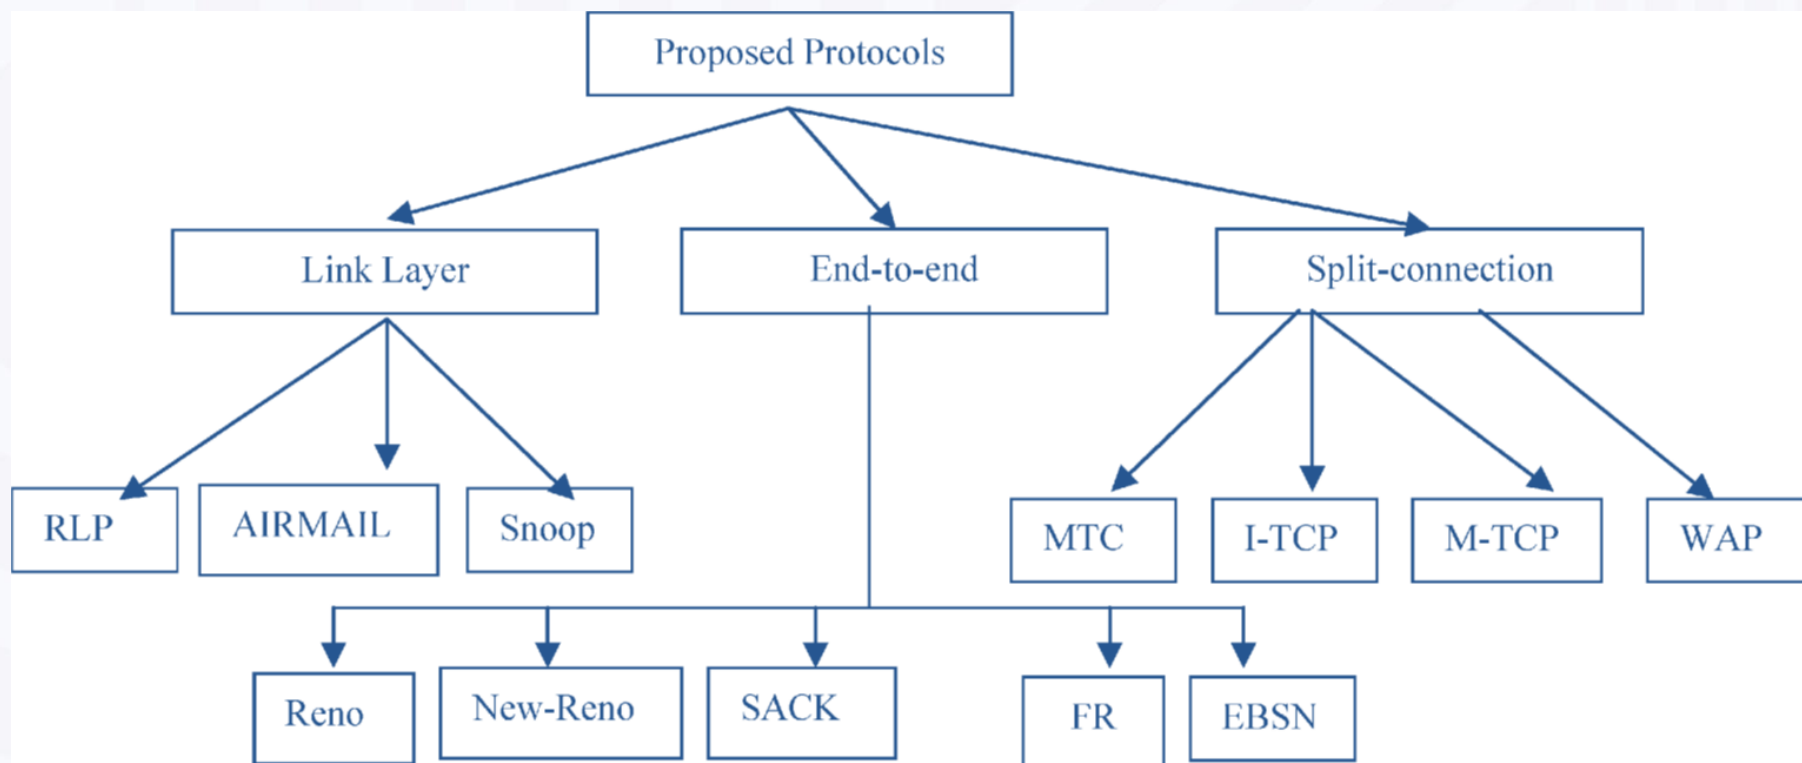 Proposed Protocols
Link Layer
End-to-end
Split-connection
RLP
AIRMAIL
Snoop
MTC
I-TCP
M-TCP
WAP
Reno
New-Reno
SACK
FR
EBSN